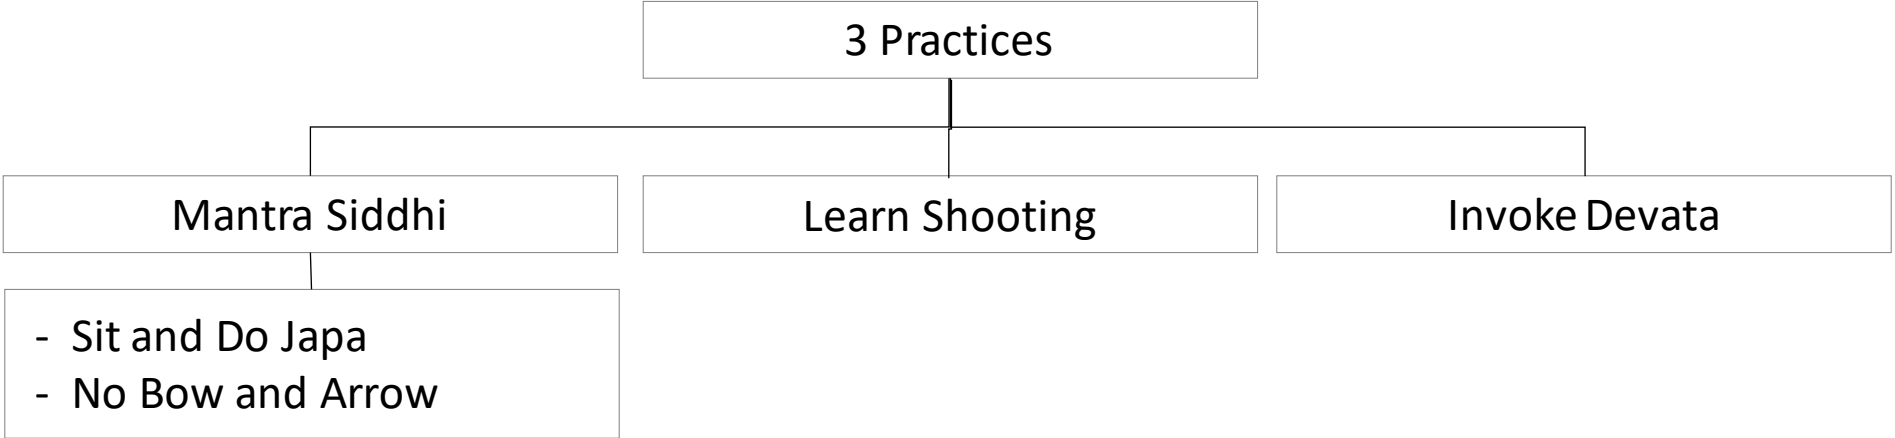 3 Practices
Mantra Siddhi
Learn Shooting
Invoke Devata
- Sit and Do Japa
- No Bow and Arrow